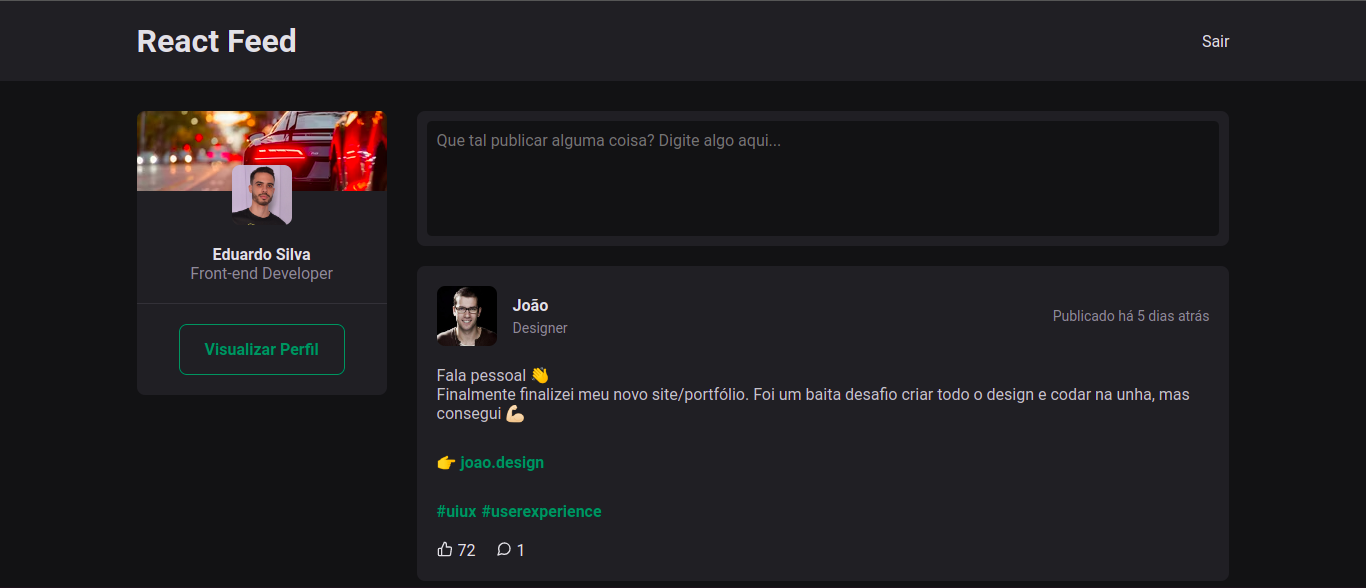 React Feed
Sair
Eduardo Silva
Front-end Developer
Visualizar Perfil
Que tal publicar alguma coisa? Digite algo aqui...
João
Designer
Publicado há 5 dias atrás
Fala pessoal 👋
Finalmente finalizei meu novo site/portfólio. Foi um baita desafio criar todo o design e codar na unha, mas
consegui 💪🏼
👉 joao.design
#uiux #userexperience
72 1